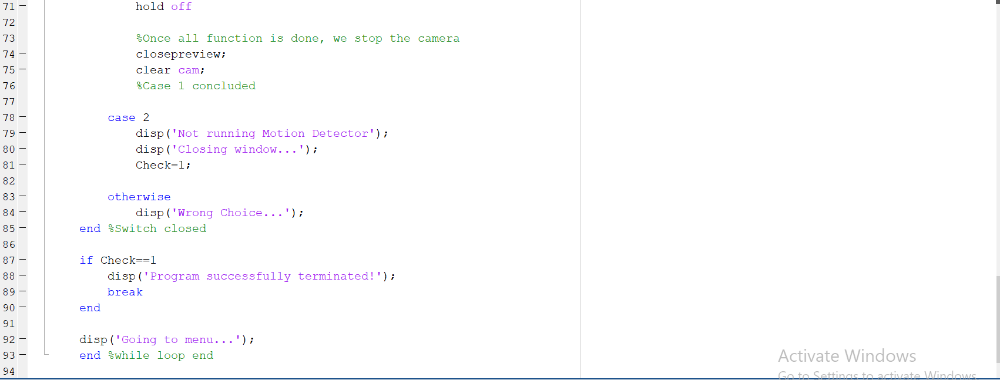 71 hold off
72
73 %Once all function is done, we stop the camera
74 closepreview;
75 clear cam;
76 %Case 1 concluded
77
78 case 2
79 disp('Not running Motion Detector');
80 disp('Closing window...');
81 Check=1;
82
83 otherwise
84 disp('Wrong Choice...');
85 end %Switch closed
86
87 if Check==1
88 disp('Program successfully terminated!');
89 break
90 end
91
92 disp('Going to menu...');
93 end %while loop end
94
Activate Windows
Go to Settings to activate Windows.